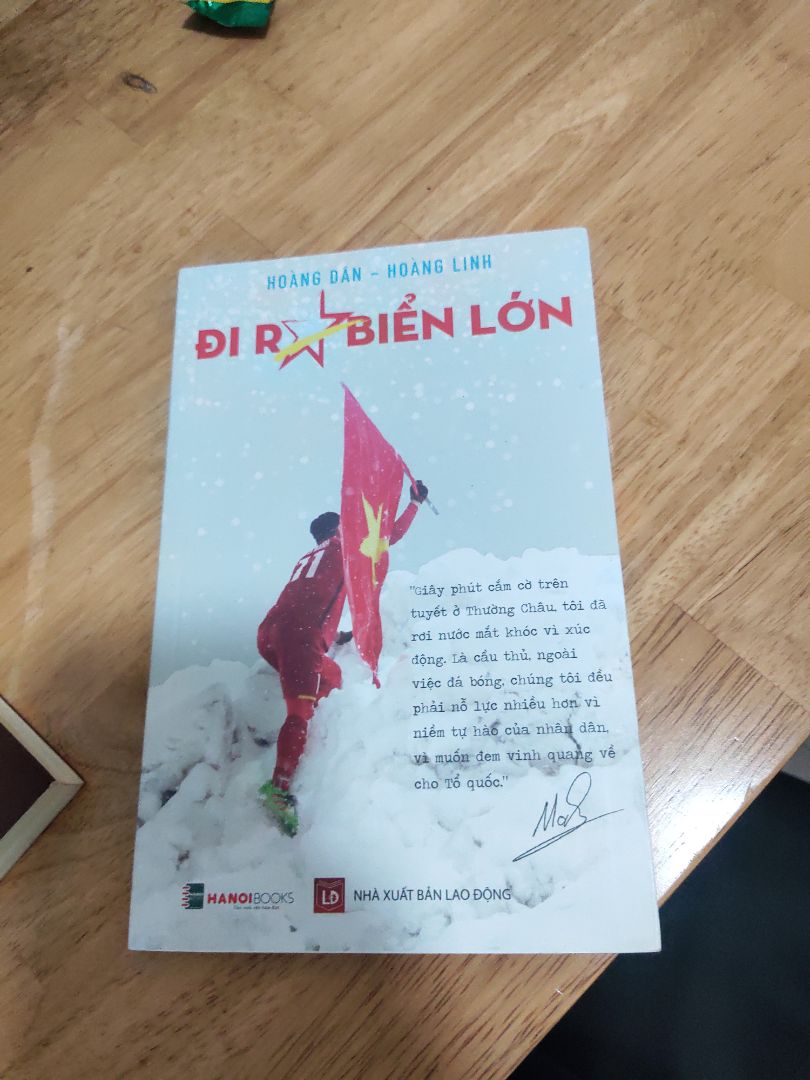 HOÀNG DÂN - HOÀNG LINH
ĐI RA BIỂN LỚN
11
"Giây phút cắm cờ trên
tuyết ở Thường Châu, tôi đã
rơi nước mắt khóc vì xúc
động. Là cầu thủ, ngoài
việc đá bóng, chúng tôi đều
phải nỗ lực nhiều hơn vì
niềm tự hào của nhân dân,
vì muốn đem vinh quang về
cho Tổ quốc."
HANOIBOOKS
LĐ NHÀ XUẤT BẢN LAO ĐỘNG